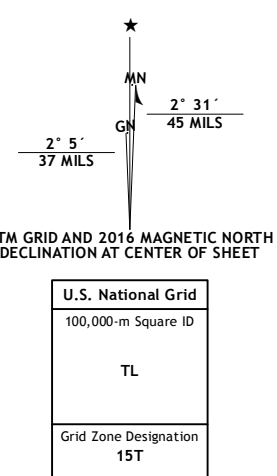 ★
MN
GN
2° 31´
45 MILS
2° 5´
37 MILS
TM GRID AND 2016 MAGNETIC NORTH
DECLINATION AT CENTER OF SHEET
U.S. National Grid
100,000-m Square ID
TL
Grid Zone Designation
15T